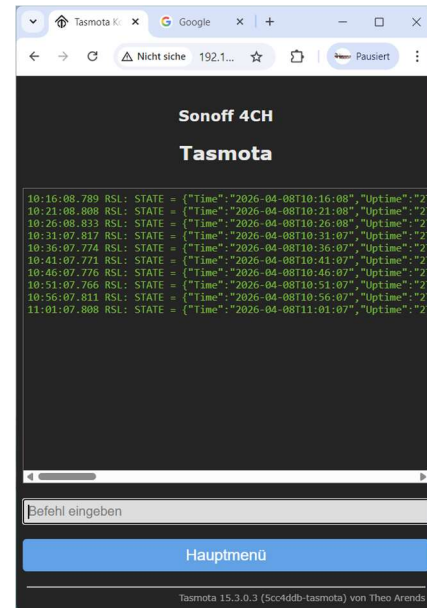 Tasmota Ko
Google
Nicht siche 192.1...
Pausiert
Sonoff 4CH
Tasmota
10:16:08.789 RSL: STATE = {"Time":"2026-04-08T10:16:08","Uptime":"2
10:21:08.808 RSL: STATE = {"Time":"2026-04-08T10:21:08","Uptime":"2
10:26:08.833 RSL: STATE = {"Time":"2026-04-08T10:26:08","Uptime":"2
10:31:07.817 RSL: STATE = {"Time":"2026-04-08T10:31:07","Uptime":"2
10:36:07.774 RSL: STATE = {"Time":"2026-04-08T10:36:07","Uptime":"2
10:41:07.771 RSL: STATE = {"Time":"2026-04-08T10:41:07","Uptime":"2
10:46:07.776 RSL: STATE = {"Time":"2026-04-08T10:46:07","Uptime":"2
10:51:07.766 RSL: STATE = {"Time":"2026-04-08T10:51:07","Uptime":"2
10:56:07.811 RSL: STATE = {"Time":"2026-04-08T10:56:07","Uptime":"2
11:01:07.808 RSL: STATE = {"Time":"2026-04-08T11:01:07","Uptime":"2
Befehl eingeben
Hauptmenü
Tasmota 15.3.0.3 (5cc4ddb-tasmota) von Theo Arends